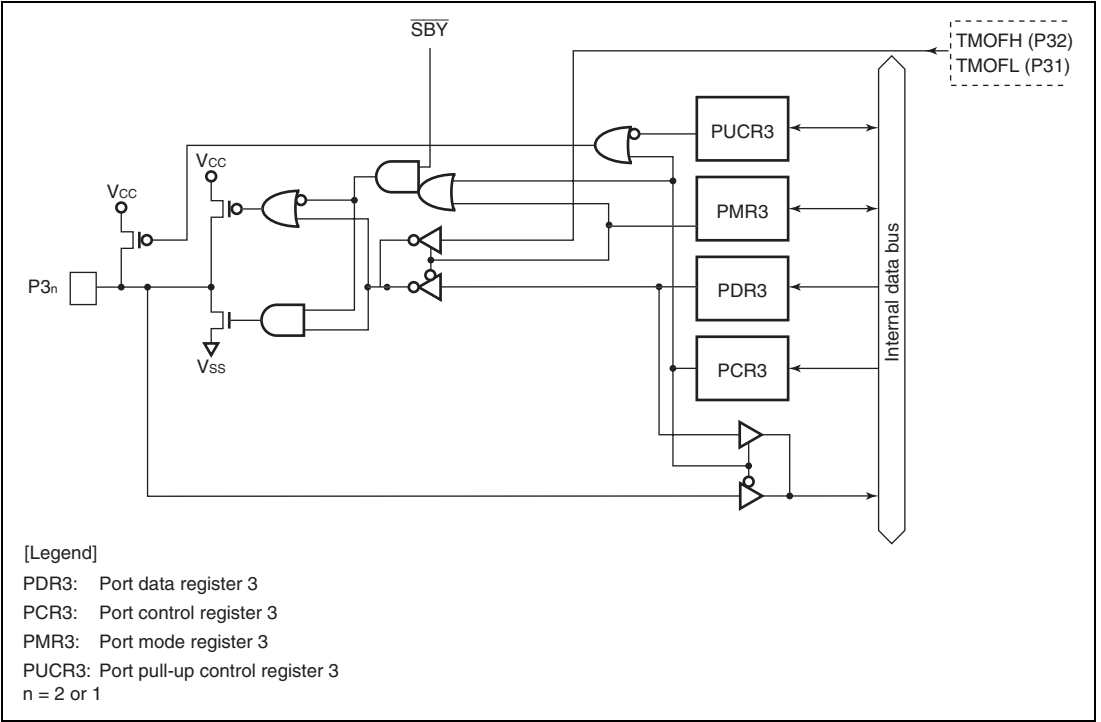 SBY
TMOFH (P32)
TMOFL (P31)
PUCR3
VCC
VCC
PMR3
P3n
PDR3
Internal data bus
VSS
PCR3
[Legend]
PDR3: Port data register 3
PCR3: Port control register 3
PMR3: Port mode register 3
PUCR3: Port pull-up control register 3
n = 2 or 1